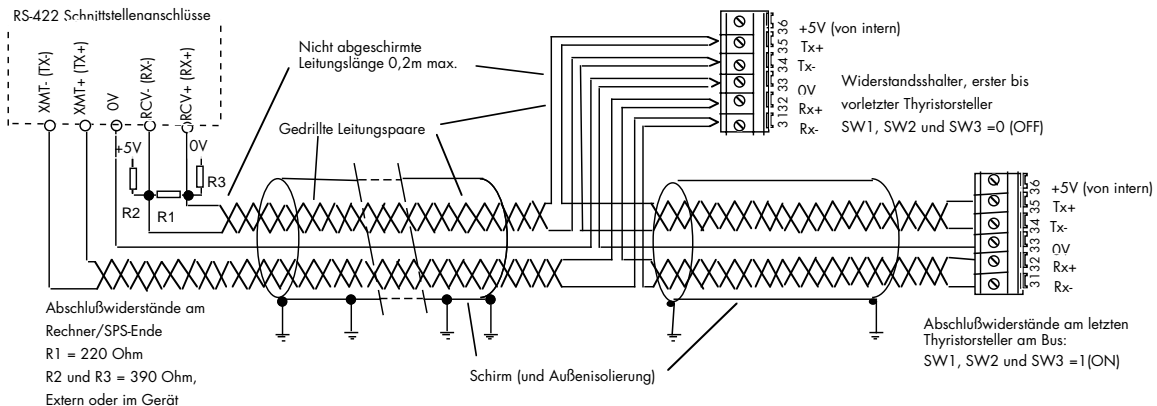 RS-422 Schnittstellenanschlüsse
XMT- (TX-)
XMT+ (TX+)
0V
RCV- (RX-)
RCV+ (RX+)
+5V
0V
R3
R2
R1
Nicht abgeschirmte
Leitungslänge 0,2m max.
Gedrillte Leitungspaare
36
35
34
33
32
31
+5V (von intern)
Tx+
Tx-
0V
Rx+
Rx-
Widerstandsshalter, erster bis
vorletzter Thyristorsteller
SW1, SW2 und SW3 =0 (OFF)
36
35
34
33
32
31
+5V (von intern)
Tx+
Tx-
0V
Rx+
Rx-
Abschlußwiderstände am
Rechner/SPS-Ende
R1 = 220 Ohm
R2 und R3 = 390 Ohm,
Extern oder im Gerät
Schirm (und Außenisolierung)
Abschlußwiderstände am letzten
Thyristorsteller am Bus:
SW1, SW2 und SW3 =1(ON)